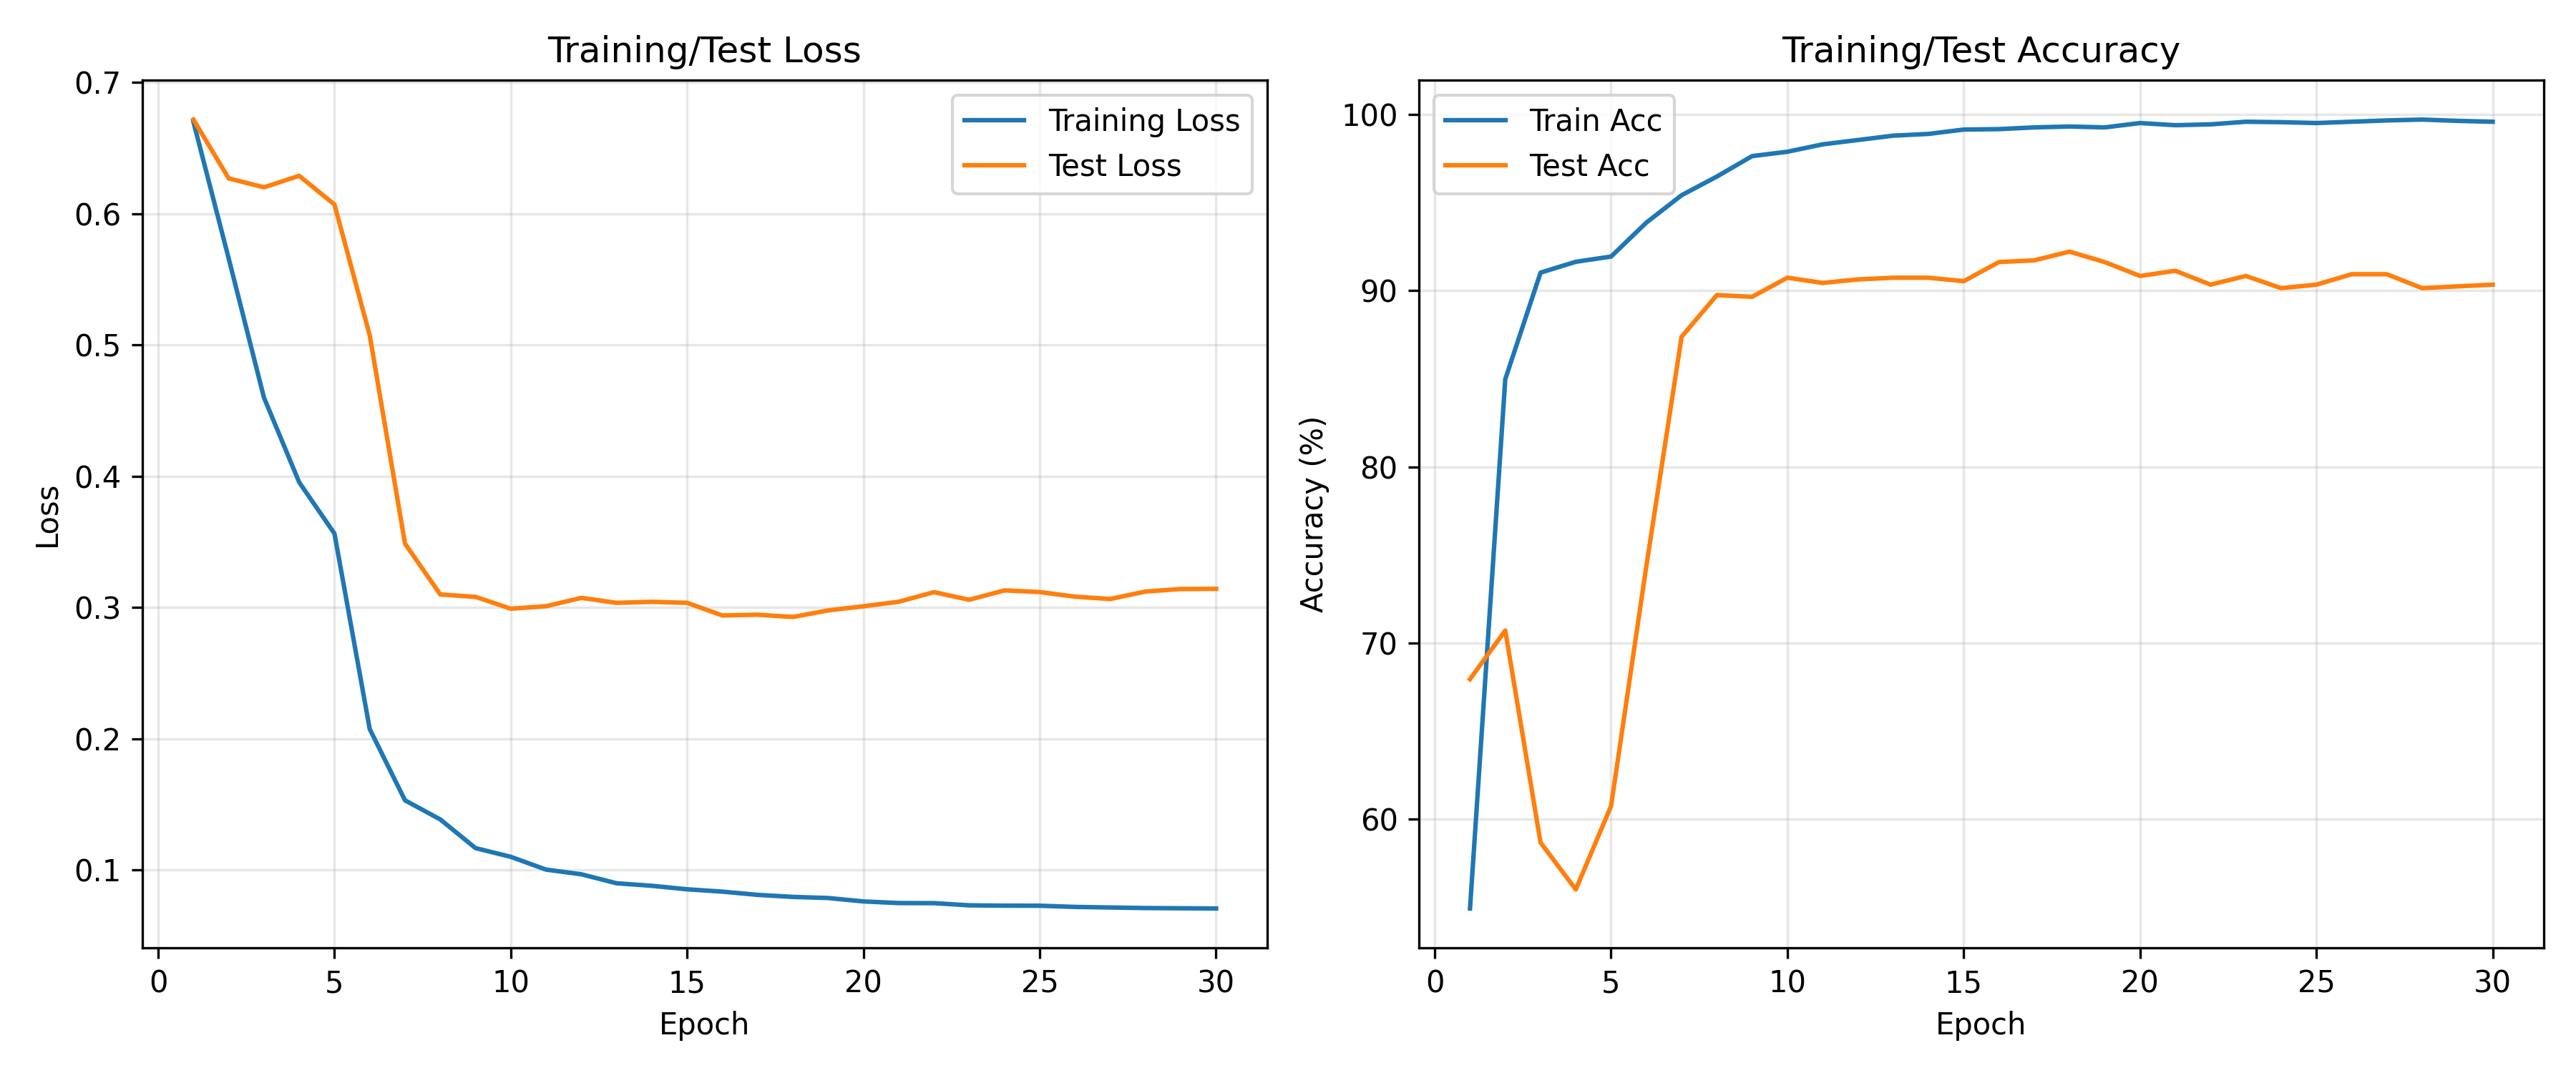 Training/Test Loss
Loss
0.7
0.6
0.5
0.4
0.3
0.2
0.1
Training Loss
Test Loss
0 5 10 15 20 25 30
Epoch
Training/Test Accuracy
Accuracy (%)
100
90
80
70
60
Train Acc
Test Acc
0 5 10 15 20 25 30
Epoch